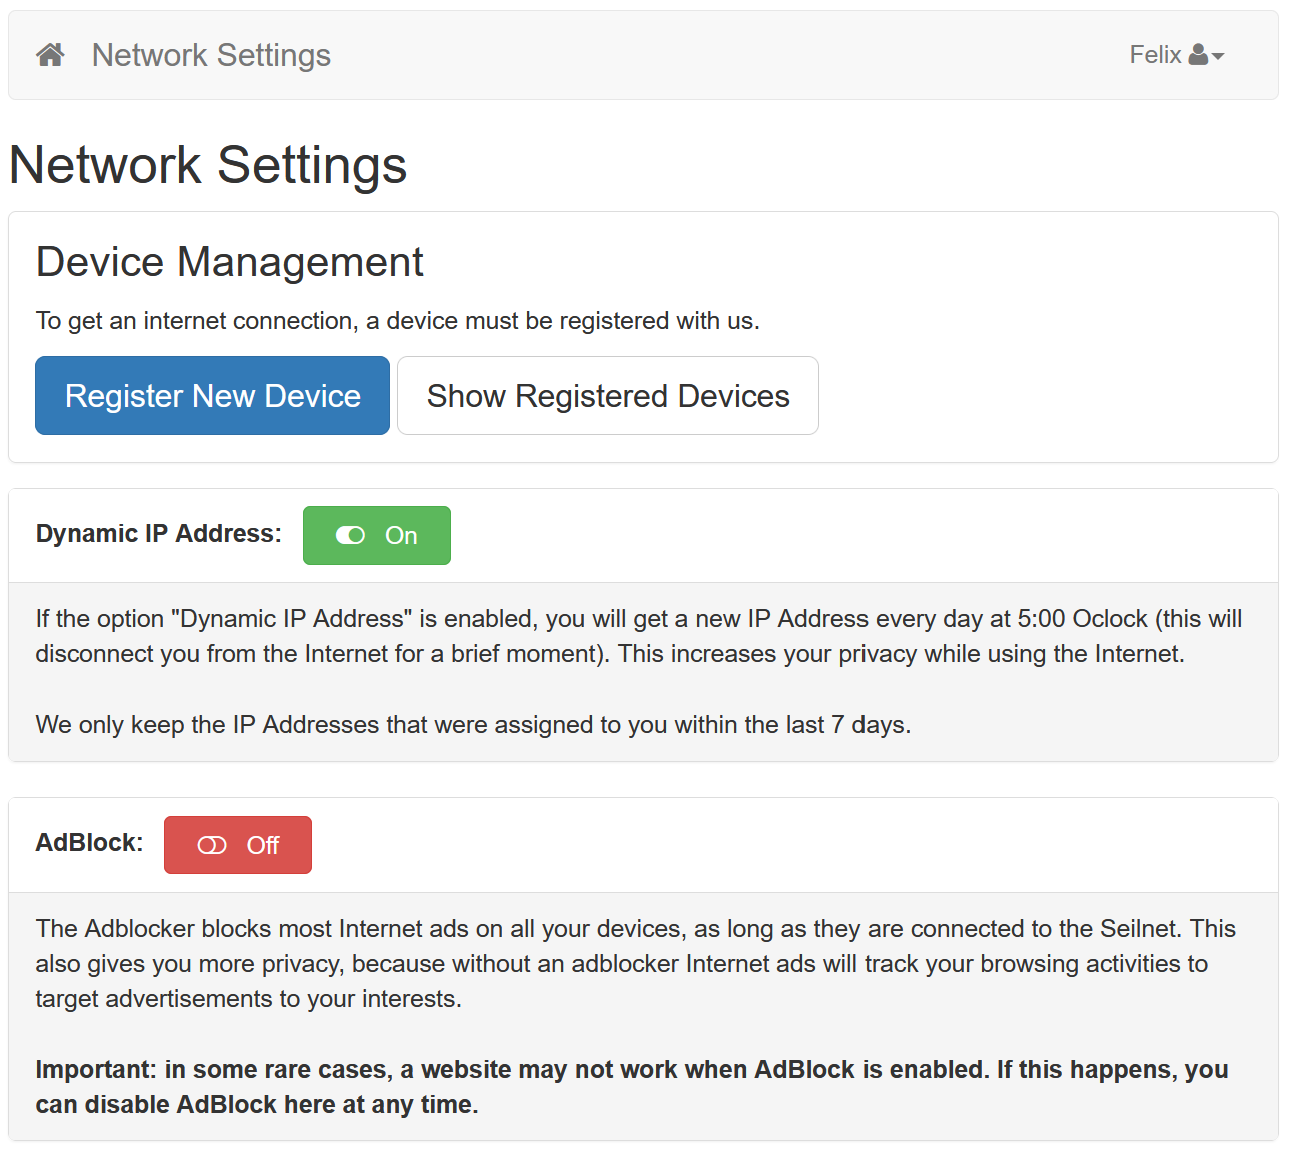 Network Settings
Felix
Network Settings
Device Management
To get an internet connection, a device must be registered with us.
Register New Device
Show Registered Devices
Dynamic IP Address:
On
If the option "Dynamic IP Address" is enabled, you will get a new IP Address every day at 5:00 Oclock (this will
disconnect you from the Internet for a brief moment). This increases your privacy while using the Internet.
We only keep the IP Addresses that were assigned to you within the last 7 days.
AdBlock:
Off
The Adblocker blocks most Internet ads on all your devices, as long as they are connected to the Seilnet. This
also gives you more privacy, because without an adblocker Internet ads will track your browsing activities to
target advertisements to your interests.
Important: in some rare cases, a website may not work when AdBlock is enabled. If this happens, you
can disable AdBlock here at any time.